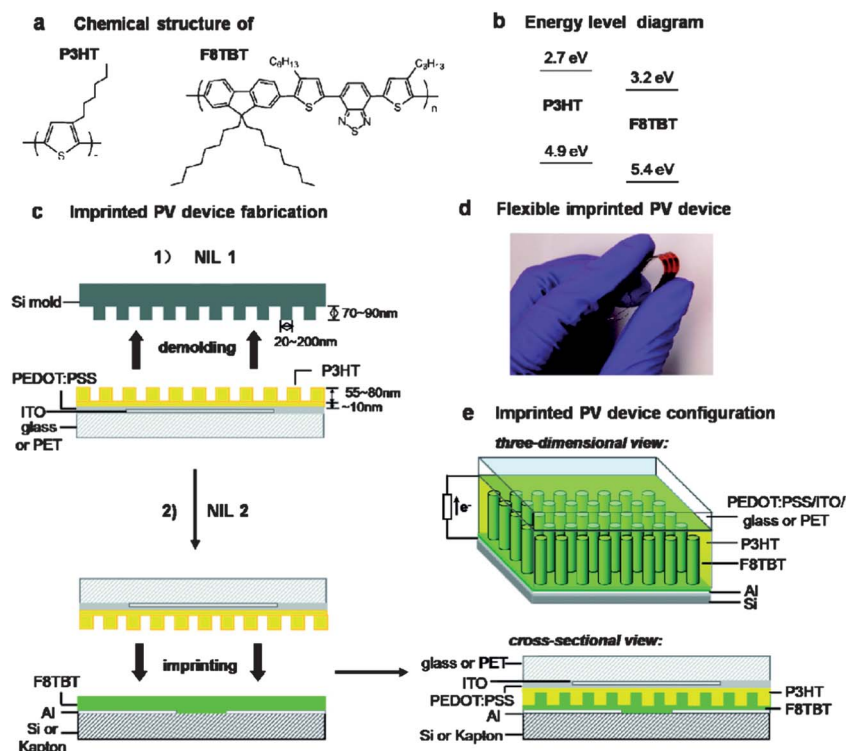 a Chemical structure of
P3HT
F8TBT
C6H13
C6H13
S
n
S
N
S
N
S
n
b Energy level diagram
2.7 eV
3.2 eV
P3HT
F8TBT
4.9 eV
5.4 eV
c Imprinted PV device fabrication
1) NIL 1
Si mold
70~90nm
20~200nm
demolding
PEDOT:PSS
P3HT
55~80nm
~10nm
ITO
glass
or PET
2) NIL 2
imprinting
F8TBT
Al
Si or
Kapton
d Flexible imprinted PV device
e Imprinted PV device configuration
three-dimensional view:
e-
PEDOT:PSS/ITO/
glass or PET
P3HT
F8TBT
Al
Si
cross-sectional view:
glass or PET
ITO
PEDOT:PSS
P3HT
F8TBT
Al
Si or Kapton